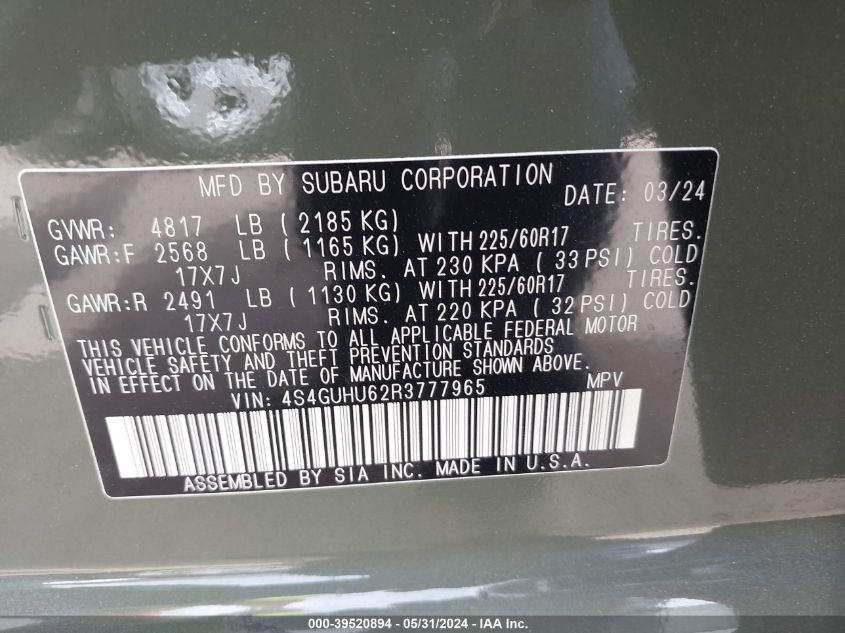 MFD BY SUBARU CORPORATION DATE: 03/24
GVWR: 4817 LB ( 2185 KG)
GAWR:F 2568 LB ( 1165 KG) WITH 225/60R17 TIRES.
17X7J RIMS. AT 230 KPA ( 33 PSI) COLD
GAWR:R 2491 LB ( 1130 KG) WITH 225/60R17 TIRES.
17X7J RIMS. AT 220 KPA ( 32 PSI) COLD
THIS VEHICLE CONFORMS TO ALL APPLICABLE FEDERAL MOTOR
VEHICLE SAFETY AND THEFT PREVENTION STANDARDS
IN EFFECT ON THE DATE OF MANUFACTURE SHOWN ABOVE.
VIN: 4S4GUHU62R3777965 MPV
ASSEMBLED BY SIA INC. MADE IN U.S.A.
000-39520894 - 05/31/2024 - IAA Inc.